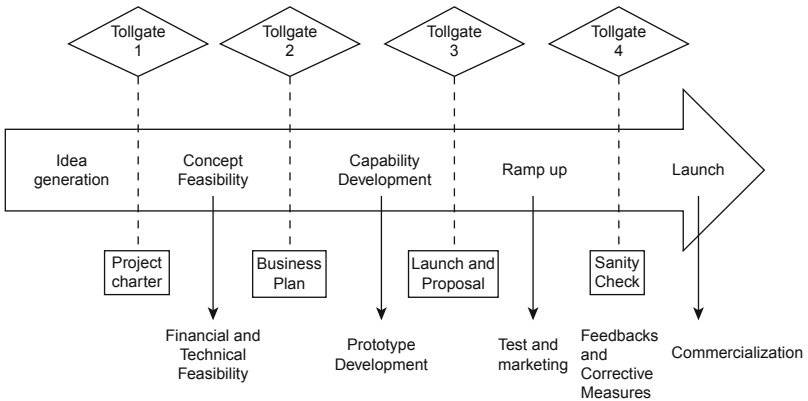 Tollgate
1
Tollgate
2
Tollgate
3
Tollgate
4
Idea
generation
Concept
Feasibility
Capability
Development
Ramp up
Launch
Project
charter
Business
Plan
Launch and
Proposal
Sanity
Check
Financial and
Technical
Feasibility
Prototype
Development
Test and
marketing
Feedbacks
and
Corrective
Measures
Commercialization